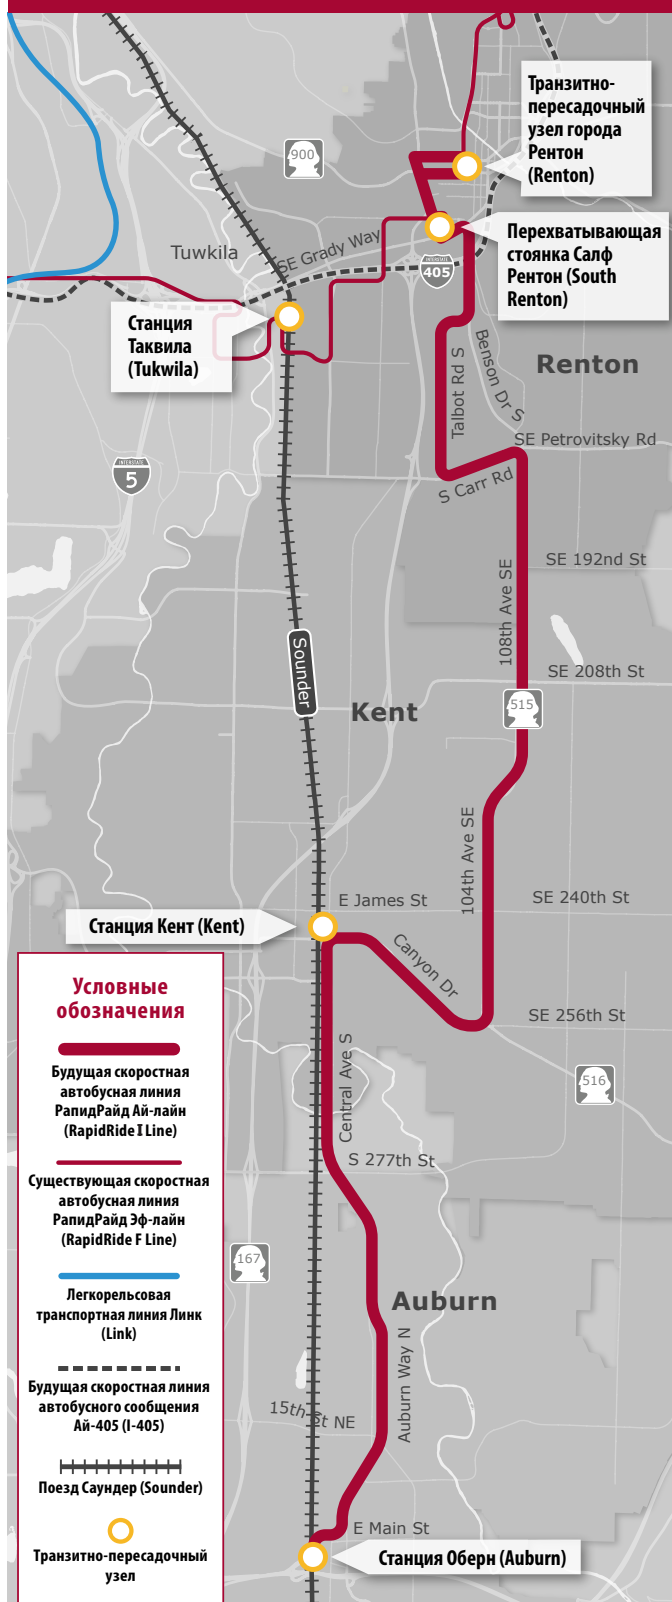 Транзитно-
пересадочный
узел города
Рентон
(Renton)
900
Перехватывающая
стоянка Салф
Рентон (South
Renton)
Tuwkila
SE Grady Way
INTERSTATE
405
Станция
Таквила
(Tukwila)
Renton
Talbot Rd S
Benson Dr S
SE Petrovitsky Rd
INTERSTATE
5
S Carr Rd
SE 192nd St
108th Ave SE
Sounder
SE 208th St
Kent
515
104th Ave SE
E James St
SE 240th St
Станция Кент (Kent)
Canyon Dr
SE 256th St
516
Central Ave S
S 277th St
167
Auburn
Auburn Way N
15th St NE
E Main St
Станция Оберн (Auburn)
Условные
обозначения
Будущая скоростная
автобусная линия
РапидРайд Ай-лайн
(RapidRide I Line)
Существующая скоростная
автобусная линия
РапидРайд Эф-лайн
(RapidRide F Line)
Легкорельсовая
транспортная линия Линк
(Link)
Будущая скоростная линия
автобусного сообщения
Ай-405 (I-405)
Поезд Саундер (Sounder)
Транзитно-пересадочный
узел